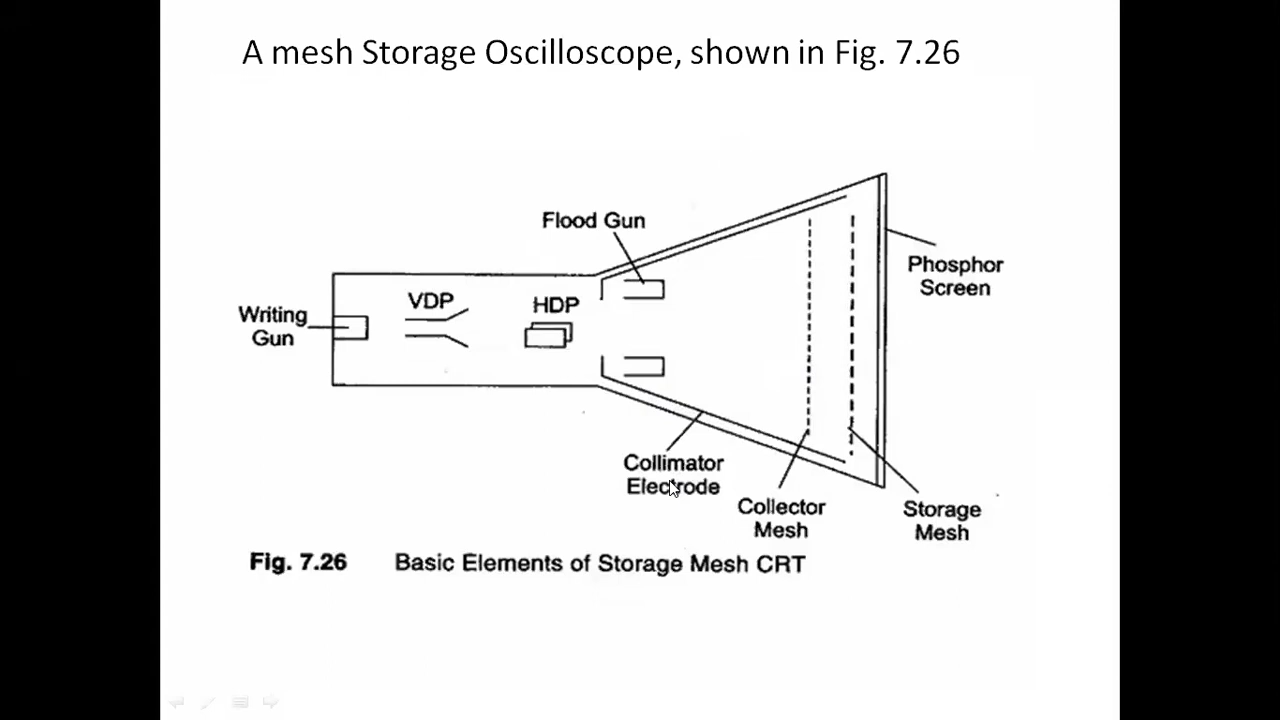 A mesh Storage Oscilloscope, shown in Fig. 7.26
Flood Gun
Phosphor
Screen
VDP
HDP
Writing
Gun
Collimator
Electrode
Collector
Mesh
Storage
Mesh
Fig. 7.26 Basic Elements of Storage Mesh CRT